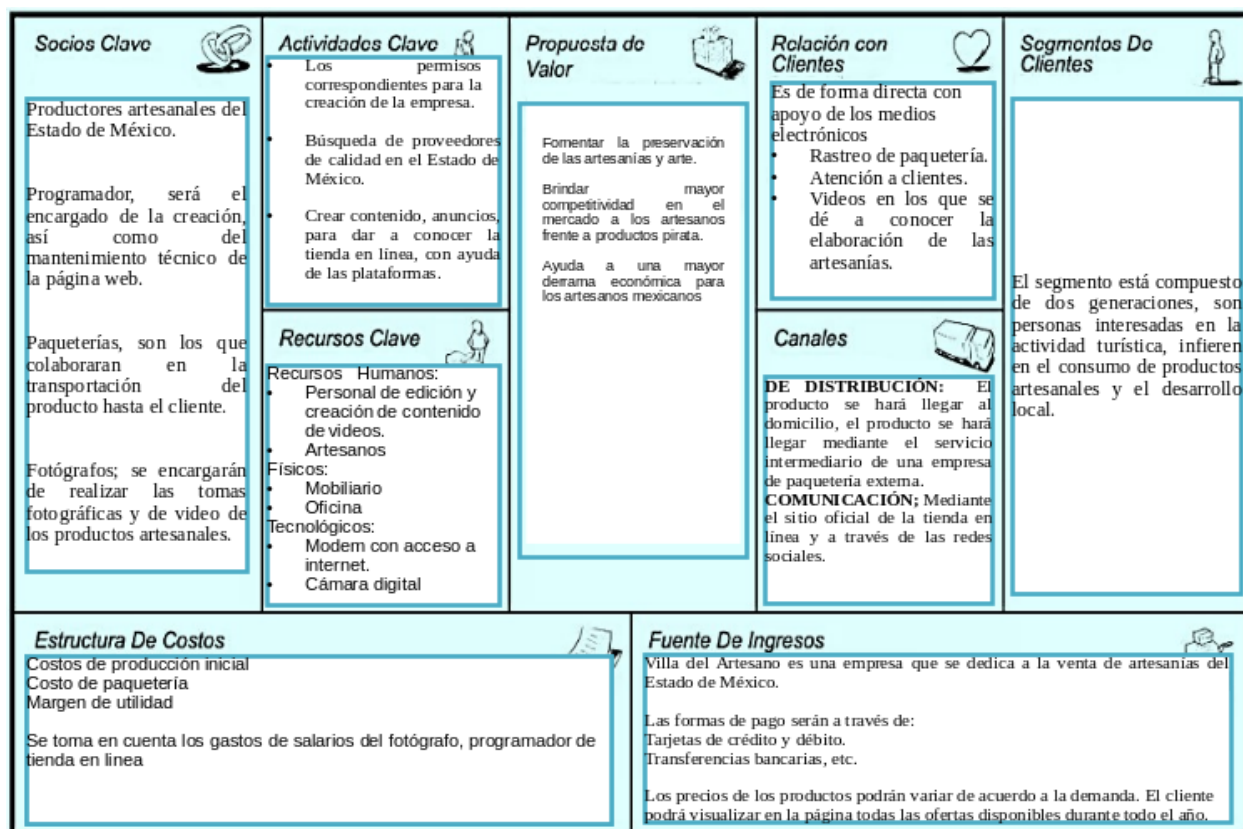 Socios Clave
Productores artesanales del
Estado de México.
Programador, será el
encargado de la creación,
así como del
mantenimiento técnico de
la página web.
Paqueterías, son los que
colaboraran en la
transportación del
producto hasta el cliente.
Fotógrafos; se encargarán
de realizar las tomas
fotográficas y de video de
los productos artesanales.
Actividades Clave
• Los permisos
correspondientes para la
creación de la empresa.
• Búsqueda de proveedores
de calidad en el Estado de
México.
• Crear contenido, anuncios,
para dar a conocer la
tienda en línea, con ayuda
de las plataformas.
Recursos Clave
Recursos Humanos:
• Personal de edición y
creación de contenido
de videos.
• Artesanos
Físicos:
• Mobiliario
• Oficina
Tecnológicos:
• Modem con acceso a
internet.
• Cámara digital
Propuesta de
Valor
Fomentar la preservación
de las artesanías y arte.
Brindar mayor
competitividad en el
mercado a los artesanos
frente a productos pirata.
Ayuda a una mayor
derrama económica para
los artesanos mexicanos
Relación con
Clientes
Es de forma directa con
apoyo de los medios
electrónicos
• Rastreo de paquetería.
• Atención a clientes.
• Videos en los que se
dé a conocer la
elaboración de las
artesanías.
Canales
DE DISTRIBUCIÓN: El
producto se hará llegar al
domicilio, el producto se hará
llegar mediante el servicio
intermediario de una empresa
de paquetería externa.
COMUNICACIÓN; Mediante
el sitio oficial de la tienda en
línea y a través de las redes
sociales.
Segmentos De
Clientes
El segmento está compuesto
de dos generaciones, son
personas interesadas en la
actividad turística, infieren
en el consumo de productos
artesanales y el desarrollo
local.
Estructura De Costos
Costos de producción inicial
Costo de paquetería
Margen de utilidad
Se toma en cuenta los gastos de salarios del fotógrafo, programador de
tienda en linea
Fuente De Ingresos
Villa del Artesano es una empresa que se dedica a la venta de artesanías del
Estado de México.
Las formas de pago serán a través de:
Tarjetas de crédito y débito.
Transferencias bancarias, etc.
Los precios de los productos podrán variar de acuerdo a la demanda. El cliente
podrá visualizar en la página todas las ofertas disponibles durante todo el año.